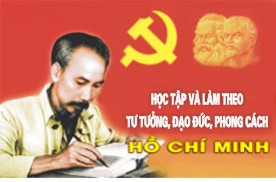 HỌC TẬP VÀ LÀM THEO
TƯ TƯỞNG, ĐẠO ĐỨC, PHONG CÁCH
HỒ CHÍ MINH